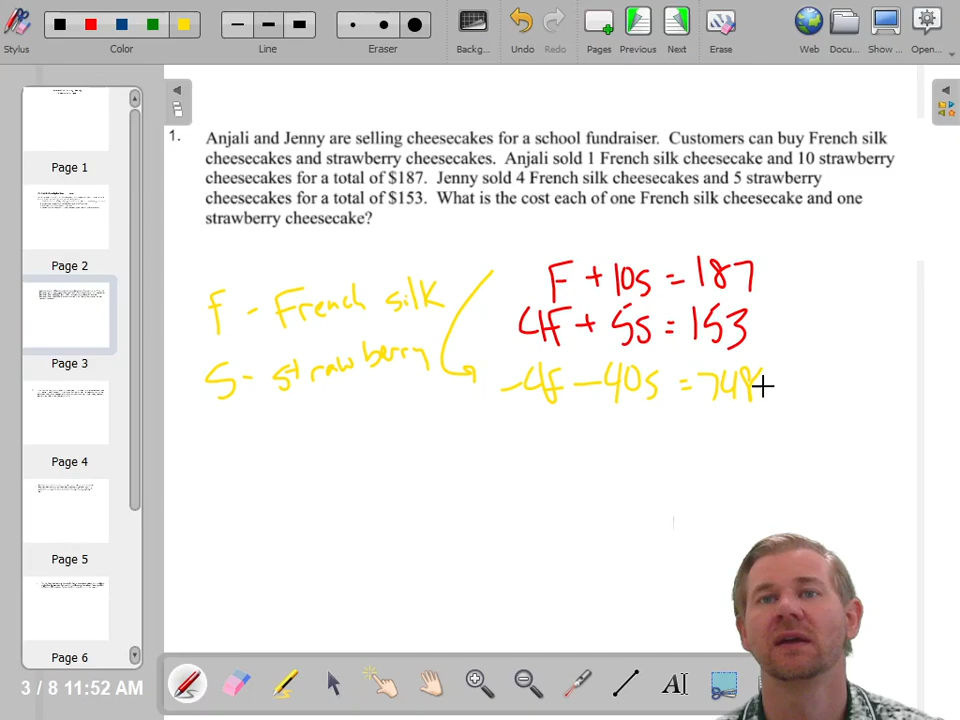 Stylus
Color
Line
Eraser
Backg...
Undo
Redo
Pages
Previous
Next
Erase
Web
Docu...
Show ...
Open...
Page 1
Page 2
Page 3
Page 4
Page 5
Page 6
3 / 8 11:52 AM
1. Anjali and Jenny are selling cheesecakes for a school fundraiser. Customers can buy French silk
cheesecakes and strawberry cheesecakes. Anjali sold 1 French silk cheesecake and 10 strawberry
cheesecakes for a total of $187. Jenny sold 4 French silk cheesecakes and 5 strawberry
cheesecakes for a total of $153. What is the cost each of one French silk cheesecake and one
strawberry cheesecake?
f - French silk
S - strawberry
F + 10s = 187
4F + 5s = 153
-4f - 40s = 748
A